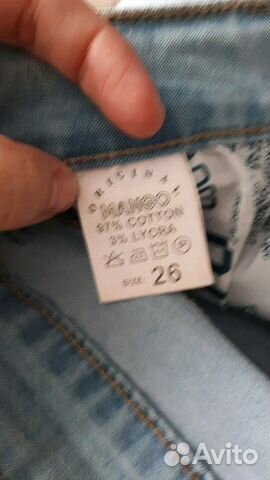 ORIGINAL
MANGO
97% COTTON
3% LYCRA
SIZE: 26
Avito